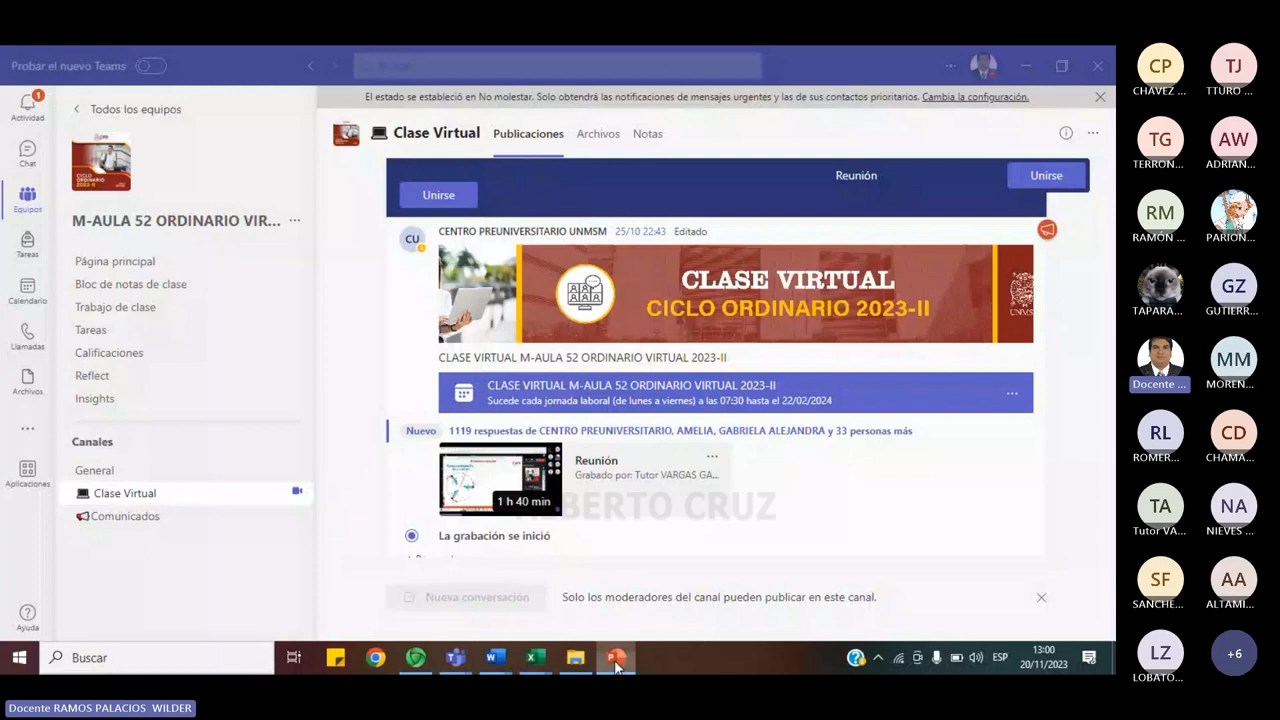 Probar el nuevo Teams
El estado se estableció en No molestar. Solo obtendrá las notificaciones de mensajes urgentes y las de sus contactos prioritarios. Cambia la configuración.
1
Actividad
Chat
Equipos
Tareas
Calendario
Llamadas
Archivos
Aplicaciones
Ayuda
Todos los equipos
M-AULA 52 ORDINARIO VIR...
Página principal
Bloc de notas de clase
Trabajo de clase
Tareas
Calificaciones
Reflect
Insights
Canales
General
Clase Virtual
Comunicados
Clase Virtual
Publicaciones
Archivos
Notas
Reunión
Unirse
Unirse
CU
CENTRO PREUNIVERSITARIO UNMSM 25/10 22:43 Editado
CLASE VIRTUAL
CICLO ORDINARIO 2023-II
CLASE VIRTUAL M-AULA 52 ORDINARIO VIRTUAL 2023-II
CLASE VIRTUAL M-AULA 52 ORDINARIO VIRTUAL 2023-II
Sucede cada jornada laboral (de lunes a viernes) a las 07:30 hasta el 22/02/2024
Nuevo 1119 respuestas de CENTRO PREUNIVERSITARIO, AMELIA, GABRIELA ALEJANDRA y 33 personas más
1 h 40 min
Reunión
Grabado por: Tutor VARGAS GA...
CRUZ
La grabación se inició
Nueva conversación
Solo los moderadores del canal pueden publicar en este canal.
Buscar
ESP
13:00
20/11/2023
CP
CHAVEZ ...
TJ
TTURO ...
TG
TERRON...
AW
ADRIAN...
RM
RAMÓN ...
PARION...
TAPARA...
GZ
GUTIERR...
Docente ...
MM
MOREN...
RL
ROMER...
CD
CHAMA...
TA
Tutor VA...
NA
NIEVES ...
SF
SANCHE...
AA
ALTAMI...
LZ
LOBATO...
+6
Docente RAMOS PALACIOS WILDER